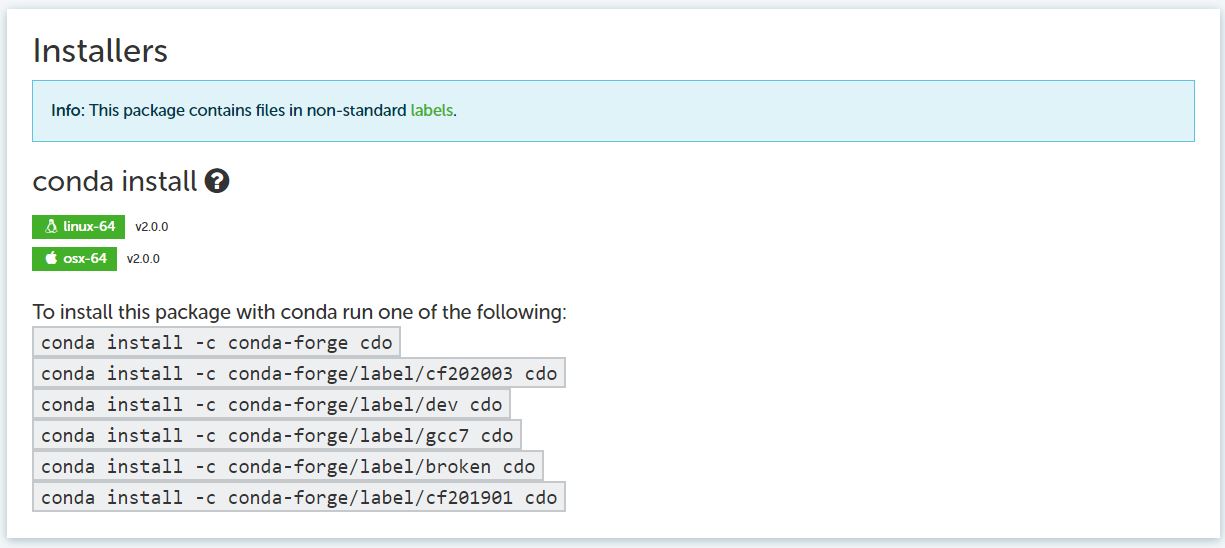 Installers
Info: This package contains files in non-standard labels.
conda install ?
linux-64 v2.0.0
osx-64 v2.0.0
To install this package with conda run one of the following:
conda install -c conda-forge cdo
conda install -c conda-forge/label/cf202003 cdo
conda install -c conda-forge/label/dev cdo
conda install -c conda-forge/label/gcc7 cdo
conda install -c conda-forge/label/broken cdo
conda install -c conda-forge/label/cf201901 cdo